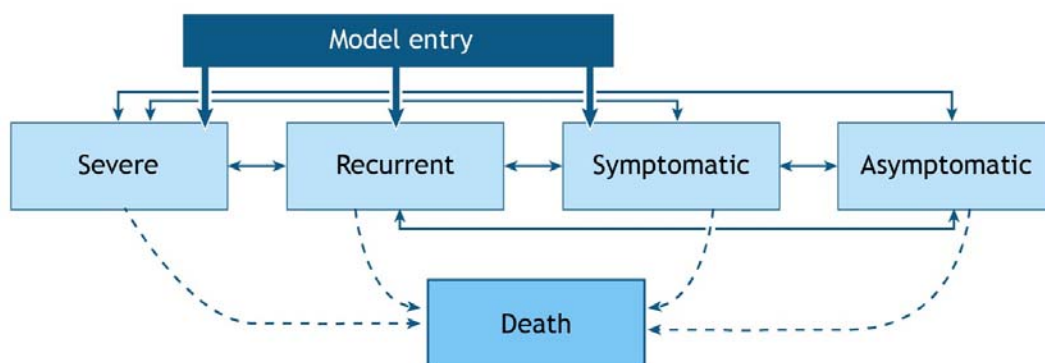 Model entry
Severe
Recurrent
Symptomatic
Asymptomatic
Death